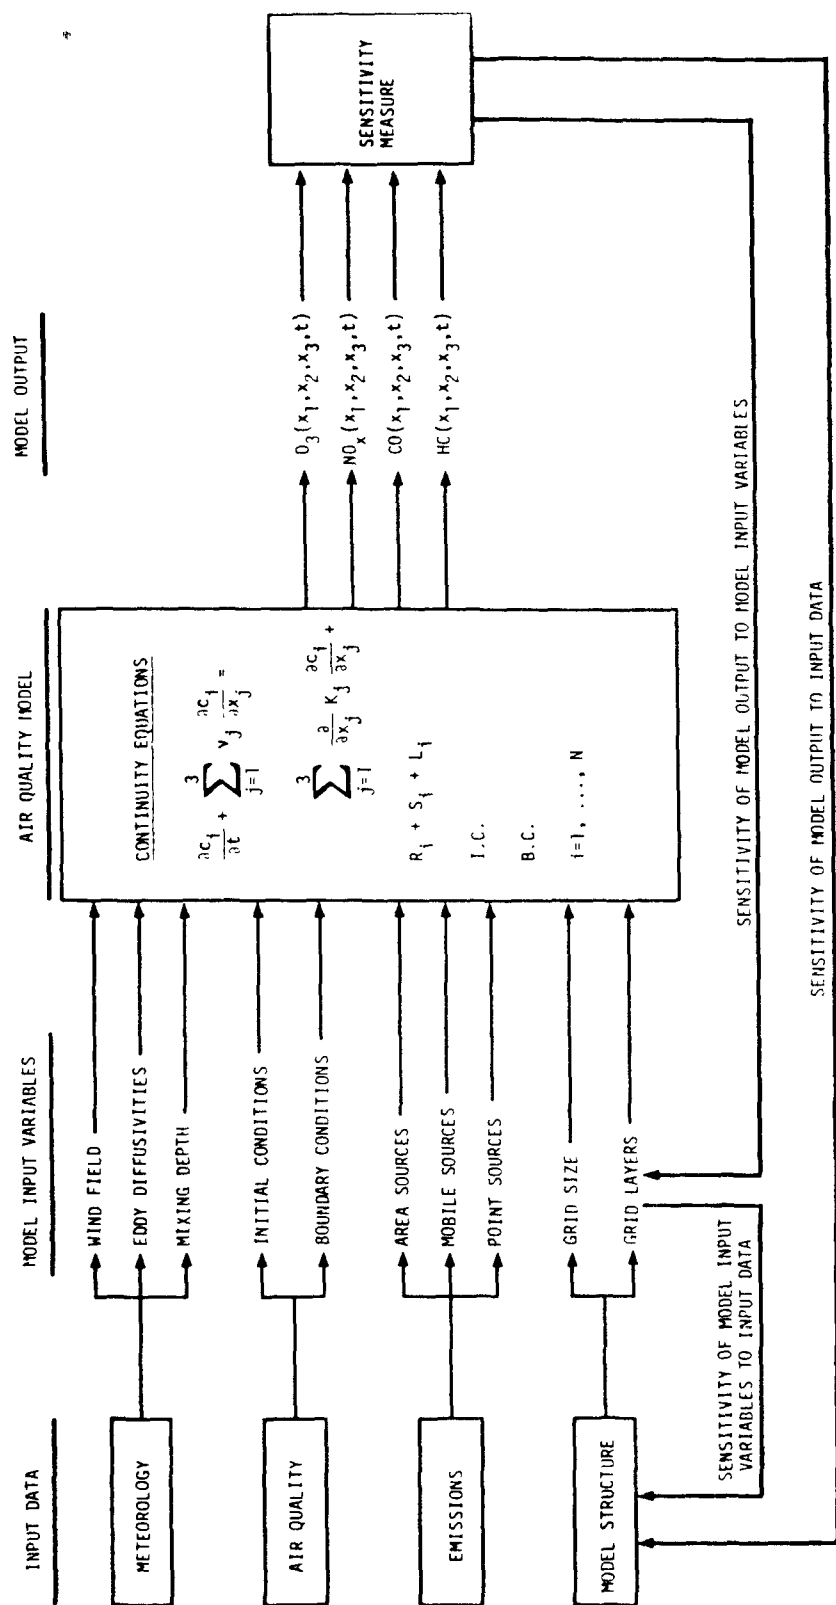 INPUT DATA
MODEL INPUT VARIABLES
AIR QUALITY MODEL
MODEL OUTPUT
METEOROLOGY
WIND FIELD
EDDY DIFFUSIVITIES
MIXING DEPTH
AIR QUALITY
INITIAL CONDITIONS
BOUNDARY CONDITIONS
EMISSIONS
AREA SOURCES
MOBILE SOURCES
POINT SOURCES
MODEL STRUCTURE
GRID SIZE
GRID LAYERS
CONTINUITY EQUATIONS
∂c_i/∂t + ∑_{j=1}^{3} v_j ∂c_i/∂x_j =
∑_{j=1}^{3} ∂/∂x_j K_j ∂c_i/∂x_j +
R_i + S_i + L_i
I.C.
B.C.
i=1, ..., N
O_3(x_1,x_2,x_3,t)
NO_x(x_1,x_2,x_3,t)
CO(x_1,x_2,x_3,t)
HC(x_1,x_2,x_3,t)
SENSITIVITY
MEASURE
SENSITIVITY OF MODEL INPUT
VARIABLES TO INPUT DATA
SENSITIVITY OF MODEL OUTPUT TO MODEL INPUT VARIABLES
SENSITIVITY OF MODEL OUTPUT TO INPUT DATA